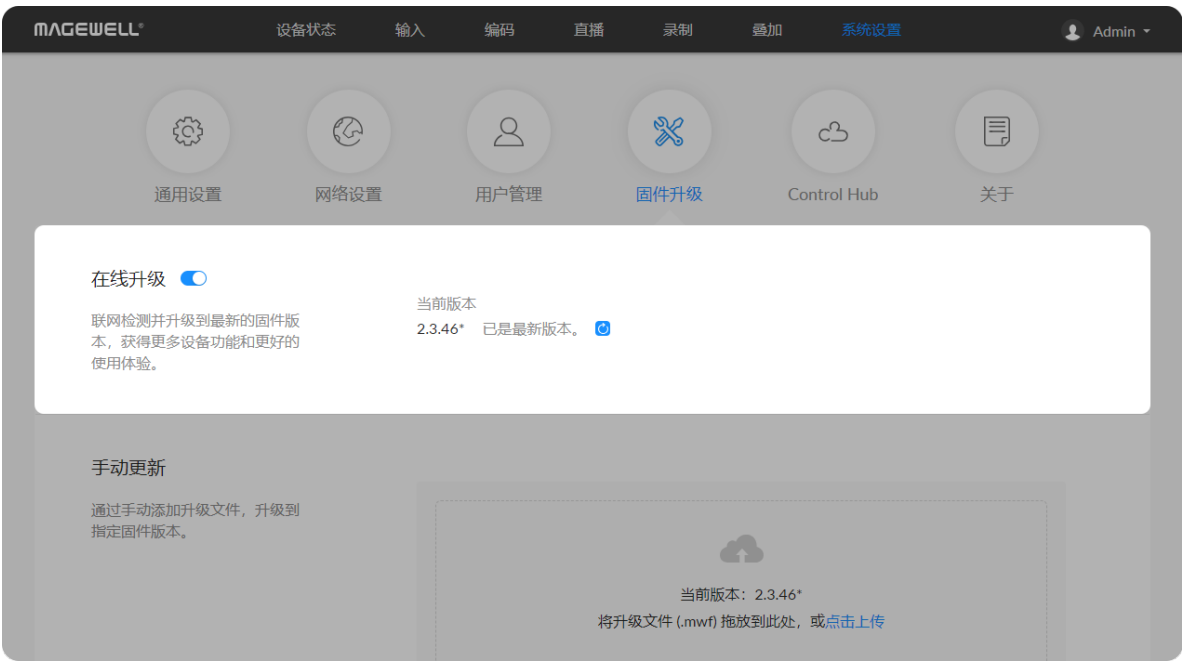 MAGEWELL®
设备状态 输入 编码 直播 录制 叠加 系统设置 Admin
通用设置 网络设置 用户管理 固件升级 Control Hub 关于
在线升级
联网检测并升级到最新的固件版
本，获得更多设备功能和更好的
使用体验。
当前版本
2.3.46* 已是最新版本。
手动更新
通过手动添加升级文件，升级到
指定固件版本。
当前版本：2.3.46*
将升级文件 (.mwf) 拖放到此处，或点击上传